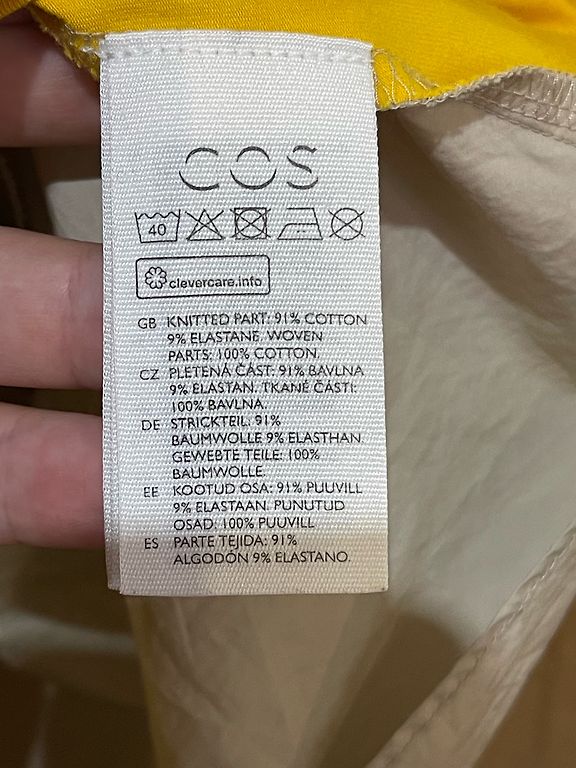 COS
40
clevercare.info
GB KNITTED PART: 91% COTTON
9% ELASTANE. WOVEN
PARTS: 100% COTTON.
CZ PLETENÁ ČÁST: 91% BAVLNA
9% ELASTAN. TKANÉ ČÁSTI:
100% BAVLNA.
DE STRICKTEIL: 91%
BAUMWOLLE 9% ELASTHAN.
GEWEBTE TEILE: 100%
BAUMWOLLE.
EE KOOTUD OSA: 91% PUUVILL
9% ELASTAAN. PUNUTUD
OSAD: 100% PUUVILL
ES PARTE TEJIDA: 91%
ALGODÓN 9% ELASTANO.